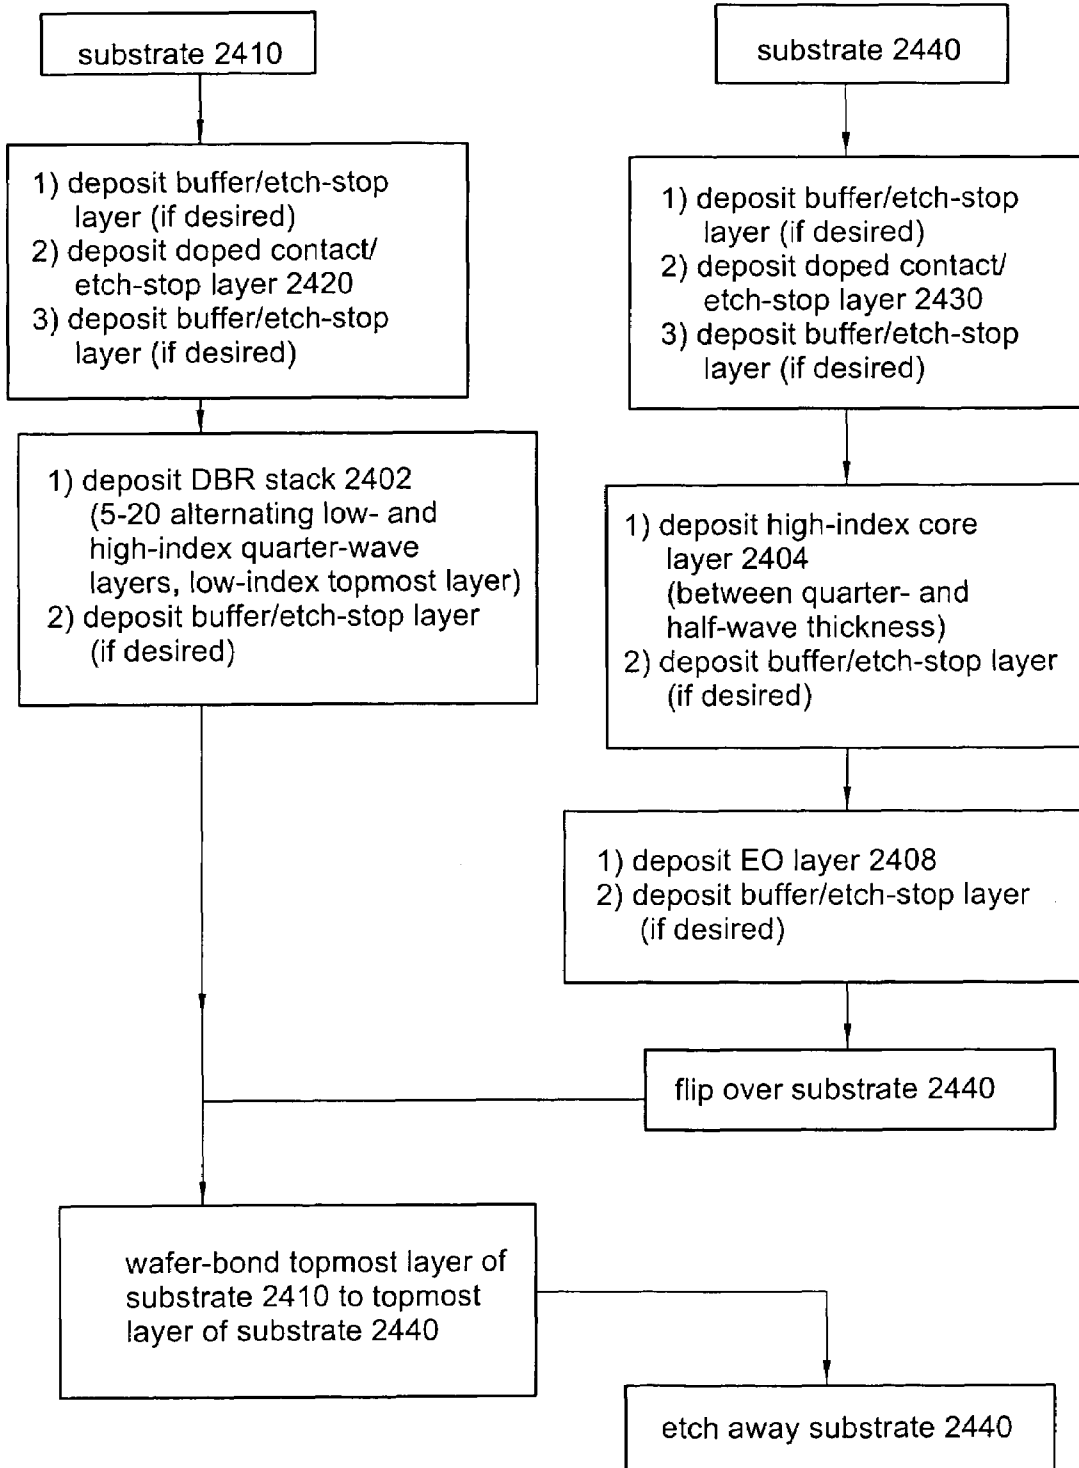 substrate 2410
1) deposit buffer/etch-stop
layer (if desired)
2) deposit doped contact/
etch-stop layer 2420
3) deposit buffer/etch-stop
layer (if desired)
1) deposit DBR stack 2402
(5-20 alternating low- and
high-index quarter-wave
layers, low-index topmost layer)
2) deposit buffer/etch-stop layer
(if desired)
substrate 2440
1) deposit buffer/etch-stop
layer (if desired)
2) deposit doped contact/
etch-stop layer 2430
3) deposit buffer/etch-stop
layer (if desired)
1) deposit high-index core
layer 2404
(between quarter- and
half-wave thickness)
2) deposit buffer/etch-stop layer
(if desired)
1) deposit EO layer 2408
2) deposit buffer/etch-stop layer
(if desired)
flip over substrate 2440
wafer-bond topmost layer of
substrate 2410 to topmost
layer of substrate 2440
etch away substrate 2440